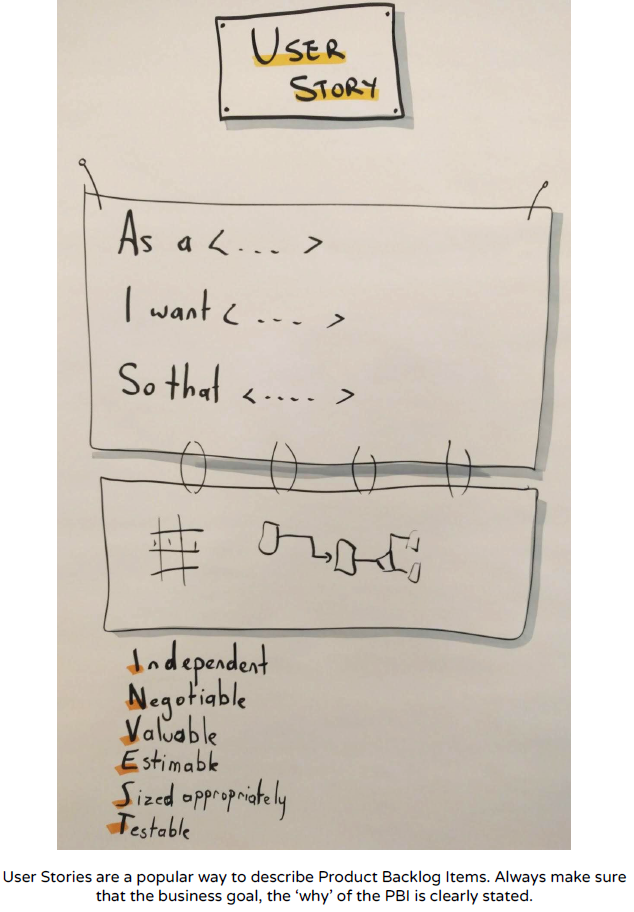 USER
STORY
As a <... >
I want < ... >
So that <.... >
Independent
Negotiable
Valuable
Estimable
Sized appropriately
Testable
User Stories are a popular way to describe Product Backlog Items. Always make sure
that the business goal, the ‘why’ of the PBI is clearly stated.